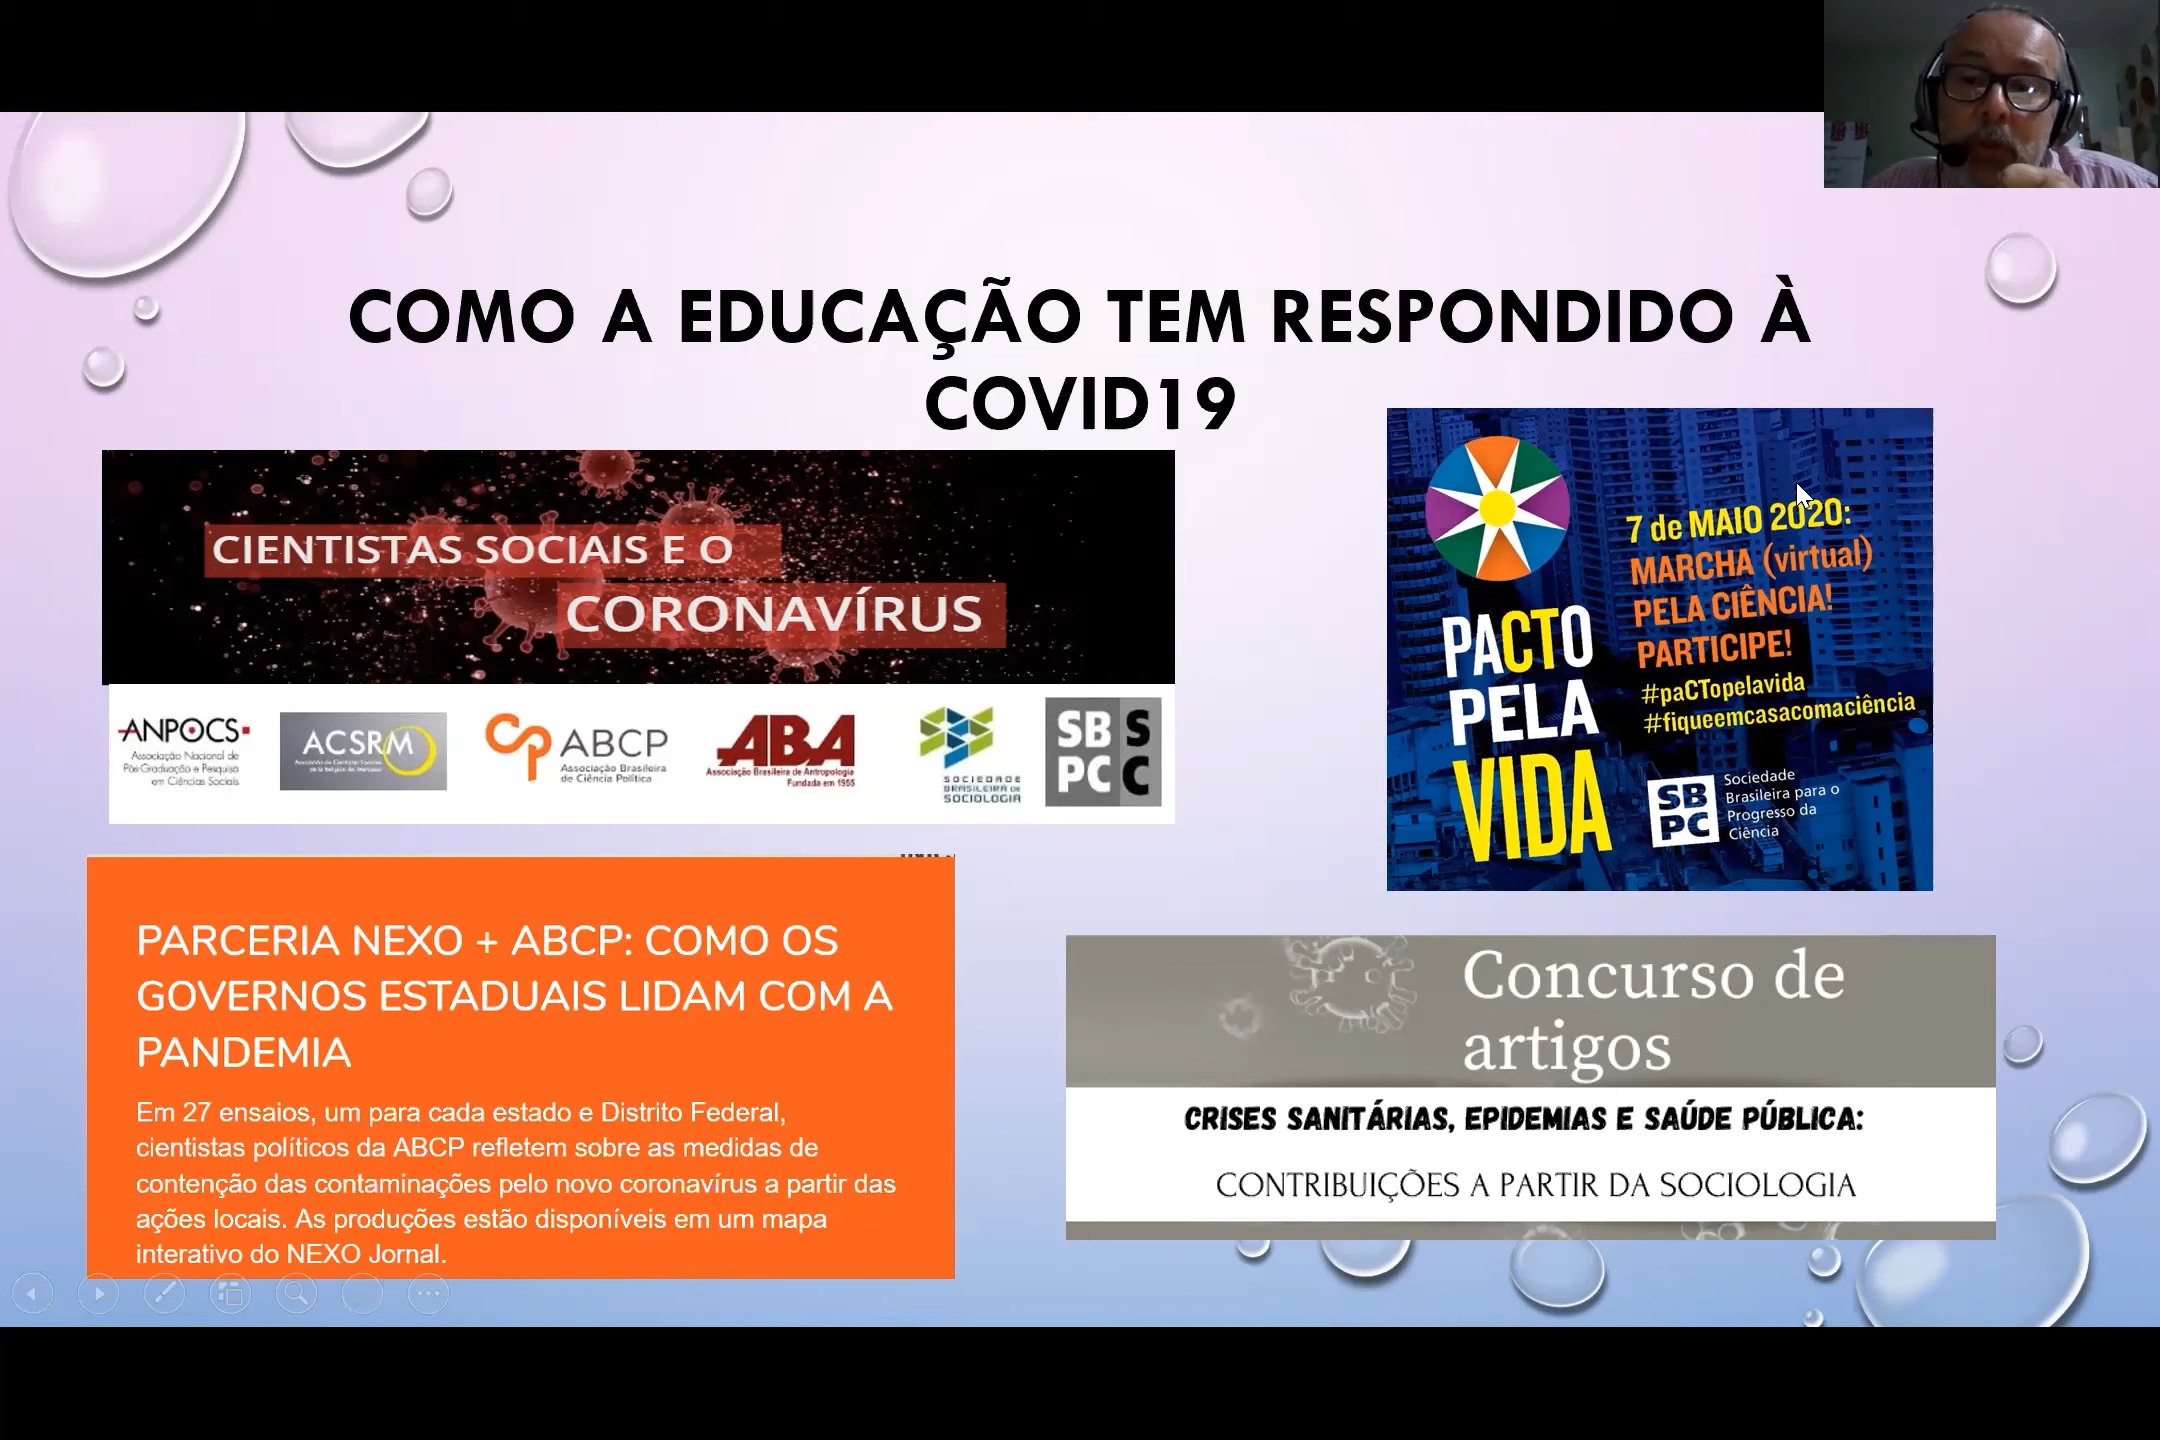 COMO A EDUCAÇÃO TEM RESPONDIDO À
COVID19
CIENTISTAS SOCIAIS E O
CORONAVÍRUS
ANPOCS
Associação Nacional de
Pós-Graduação e Pesquisa
em Ciências Sociais
ACSRM
ABCP
Associação Brasileira
de Ciência Política
ABA
Associação Brasileira de Antropologia
Fundada em 1955
SOCIEDADE
BRASILEIRA DE
SOCIOLOGIA
SB S
PC C
7 de MAIO 2020:
MARCHA (virtual)
PELA CIÊNCIA!
PARTICIPE!
#paCTopelavida
#fiqueemcasacomaciência
PACTO
PELA
VIDA
SB
PC
Sociedade
Brasileira para o
Progresso da
Ciência
PARCERIA NEXO + ABCP: COMO OS
GOVERNOS ESTADUAIS LIDAM COM A
PANDEMIA
Em 27 ensaios, um para cada estado e Distrito Federal,
cientistas políticos da ABCP refletem sobre as medidas de
contenção das contaminações pelo novo coronavírus a partir das
ações locais. As produções estão disponíveis em um mapa
interativo do NEXO Jornal.
Concurso de
artigos
CRISES SANITÁRIAS, EPIDEMIAS E SAÚDE PÚBLICA:
CONTRIBUIÇÕES A PARTIR DA SOCIOLOGIA